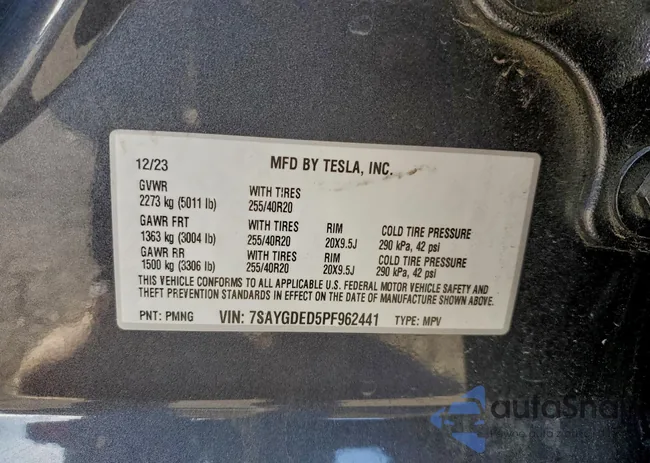 12/23 MFD BY TESLA, INC.
GVWR WITH TIRES
2273 kg (5011 lb) 255/40R20
GAWR FRT WITH TIRES RIM COLD TIRE PRESSURE
1363 kg (3004 lb) 255/40R20 20X9.5J 290 kPa, 42 psi
GAWR RR WITH TIRES RIM COLD TIRE PRESSURE
1500 kg (3306 lb) 255/40R20 20X9.5J 290 kPa, 42 psi
THIS VEHICLE CONFORMS TO ALL APPLICABLE U.S. FEDERAL MOTOR VEHICLE SAFETY AND
THEFT PREVENTION STANDARDS IN EFFECT ON THE DATE OF MANUFACTURE SHOWN ABOVE.
PNT: PMNG VIN: 7SAYGDED5PF962441 TYPE: MPV